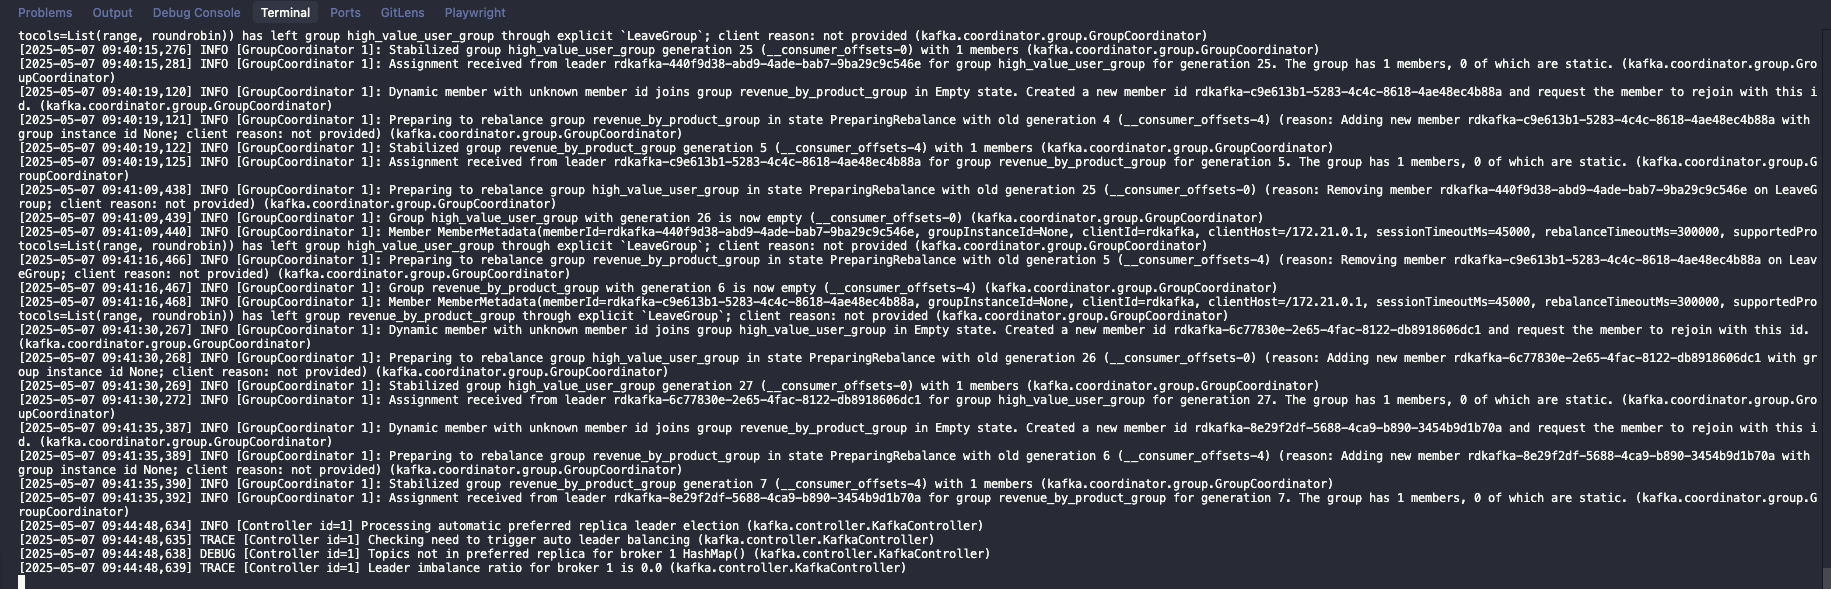 Problems Output Debug Console Terminal Ports GitLens Playwright
tocols=List(range, roundrobin)) has left group high_value_user_group through explicit `LeaveGroup`; client reason: not provided (kafka.coordinator.group.GroupCoordinator)
[2025-05-07 09:40:15,276] INFO [GroupCoordinator 1]: Stabilized group high_value_user_group generation 25 (__consumer_offsets-0) with 1 members (kafka.coordinator.group.GroupCoordinator)
[2025-05-07 09:40:15,281] INFO [GroupCoordinator 1]: Assignment received from leader rdkafka-440f9d38-abd9-4ade-bab7-9ba29c9c546e for group high_value_user_group for generation 25. The group has 1 members, 0 of which are static. (kafka.coordinator.group.Gro
upCoordinator)
[2025-05-07 09:40:19,120] INFO [GroupCoordinator 1]: Dynamic member with unknown member id joins group revenue_by_product_group in Empty state. Created a new member id rdkafka-c9e613b1-5283-4c4c-8618-4ae48ec4b88a and request the member to rejoin with this i
d. (kafka.coordinator.group.GroupCoordinator)
[2025-05-07 09:40:19,121] INFO [GroupCoordinator 1]: Preparing to rebalance group revenue_by_product_group in state PreparingRebalance with old generation 4 (__consumer_offsets-4) (reason: Adding new member rdkafka-c9e613b1-5283-4c4c-8618-4ae48ec4b88a with
group instance id None; client reason: not provided) (kafka.coordinator.group.GroupCoordinator)
[2025-05-07 09:40:19,122] INFO [GroupCoordinator 1]: Stabilized group revenue_by_product_group generation 5 (__consumer_offsets-4) with 1 members (kafka.coordinator.group.GroupCoordinator)
[2025-05-07 09:40:19,125] INFO [GroupCoordinator 1]: Assignment received from leader rdkafka-c9e613b1-5283-4c4c-8618-4ae48ec4b88a for group revenue_by_product_group for generation 5. The group has 1 members, 0 of which are static. (kafka.coordinator.group.G
roupCoordinator)
[2025-05-07 09:41:09,438] INFO [GroupCoordinator 1]: Preparing to rebalance group high_value_user_group in state PreparingRebalance with old generation 25 (__consumer_offsets-0) (reason: Removing member rdkafka-440f9d38-abd9-4ade-bab7-9ba29c9c546e on LeaveG
roup; client reason: not provided) (kafka.coordinator.group.GroupCoordinator)
[2025-05-07 09:41:09,439] INFO [GroupCoordinator 1]: Group high_value_user_group with generation 26 is now empty (__consumer_offsets-0) (kafka.coordinator.group.GroupCoordinator)
[2025-05-07 09:41:09,440] INFO [GroupCoordinator 1]: Member MemberMetadata(memberId=rdkafka-440f9d38-abd9-4ade-bab7-9ba29c9c546e, groupInstanceId=None, clientId=rdkafka, clientHost=/172.21.0.1, sessionTimeoutMs=45000, rebalanceTimeoutMs=300000, supportedPro
tocols=List(range, roundrobin)) has left group high_value_user_group through explicit `LeaveGroup`; client reason: not provided (kafka.coordinator.group.GroupCoordinator)
[2025-05-07 09:41:16,466] INFO [GroupCoordinator 1]: Preparing to rebalance group revenue_by_product_group in state PreparingRebalance with old generation 5 (__consumer_offsets-4) (reason: Removing member rdkafka-c9e613b1-5283-4c4c-8618-4ae48ec4b88a on Leav
eGroup; client reason: not provided) (kafka.coordinator.group.GroupCoordinator)
[2025-05-07 09:41:16,467] INFO [GroupCoordinator 1]: Group revenue_by_product_group with generation 6 is now empty (__consumer_offsets-4) (kafka.coordinator.group.GroupCoordinator)
[2025-05-07 09:41:16,468] INFO [GroupCoordinator 1]: Member MemberMetadata(memberId=rdkafka-c9e613b1-5283-4c4c-8618-4ae48ec4b88a, groupInstanceId=None, clientId=rdkafka, clientHost=/172.21.0.1, sessionTimeoutMs=45000, rebalanceTimeoutMs=300000, supportedPro
tocols=List(range, roundrobin)) has left group revenue_by_product_group through explicit `LeaveGroup`; client reason: not provided (kafka.coordinator.group.GroupCoordinator)
[2025-05-07 09:41:30,267] INFO [GroupCoordinator 1]: Dynamic member with unknown member id joins group high_value_user_group in Empty state. Created a new member id rdkafka-6c77830e-2e65-4fac-8122-db8918606dc1 and request the member to rejoin with this id.
(kafka.coordinator.group.GroupCoordinator)
[2025-05-07 09:41:30,268] INFO [GroupCoordinator 1]: Preparing to rebalance group high_value_user_group in state PreparingRebalance with old generation 26 (__consumer_offsets-0) (reason: Adding new member rdkafka-6c77830e-2e65-4fac-8122-db8918606dc1 with gr
oup instance id None; client reason: not provided) (kafka.coordinator.group.GroupCoordinator)
[2025-05-07 09:41:30,269] INFO [GroupCoordinator 1]: Stabilized group high_value_user_group generation 27 (__consumer_offsets-0) with 1 members (kafka.coordinator.group.GroupCoordinator)
[2025-05-07 09:41:30,272] INFO [GroupCoordinator 1]: Assignment received from leader rdkafka-6c77830e-2e65-4fac-8122-db8918606dc1 for group high_value_user_group for generation 27. The group has 1 members, 0 of which are static. (kafka.coordinator.group.Gro
upCoordinator)
[2025-05-07 09:41:35,387] INFO [GroupCoordinator 1]: Dynamic member with unknown member id joins group revenue_by_product_group in Empty state. Created a new member id rdkafka-8e29f2df-5688-4ca9-b890-3454b9d1b70a and request the member to rejoin with this i
d. (kafka.coordinator.group.GroupCoordinator)
[2025-05-07 09:41:35,389] INFO [GroupCoordinator 1]: Preparing to rebalance group revenue_by_product_group in state PreparingRebalance with old generation 6 (__consumer_offsets-4) (reason: Adding new member rdkafka-8e29f2df-5688-4ca9-b890-3454b9d1b70a with
group instance id None; client reason: not provided) (kafka.coordinator.group.GroupCoordinator)
[2025-05-07 09:41:35,390] INFO [GroupCoordinator 1]: Stabilized group revenue_by_product_group generation 7 (__consumer_offsets-4) with 1 members (kafka.coordinator.group.GroupCoordinator)
[2025-05-07 09:41:35,392] INFO [GroupCoordinator 1]: Assignment received from leader rdkafka-8e29f2df-5688-4ca9-b890-3454b9d1b70a for group revenue_by_product_group for generation 7. The group has 1 members, 0 of which are static. (kafka.coordinator.group.G
roupCoordinator)
[2025-05-07 09:44:48,634] INFO [Controller id=1] Processing automatic preferred replica leader election (kafka.controller.KafkaController)
[2025-05-07 09:44:48,635] TRACE [Controller id=1] Checking need to trigger auto leader balancing (kafka.controller.KafkaController)
[2025-05-07 09:44:48,638] DEBUG [Controller id=1] Topics not in preferred replica for broker 1 HashMap() (kafka.controller.KafkaController)
[2025-05-07 09:44:48,639] TRACE [Controller id=1] Leader imbalance ratio for broker 1 is 0.0 (kafka.controller.KafkaController)